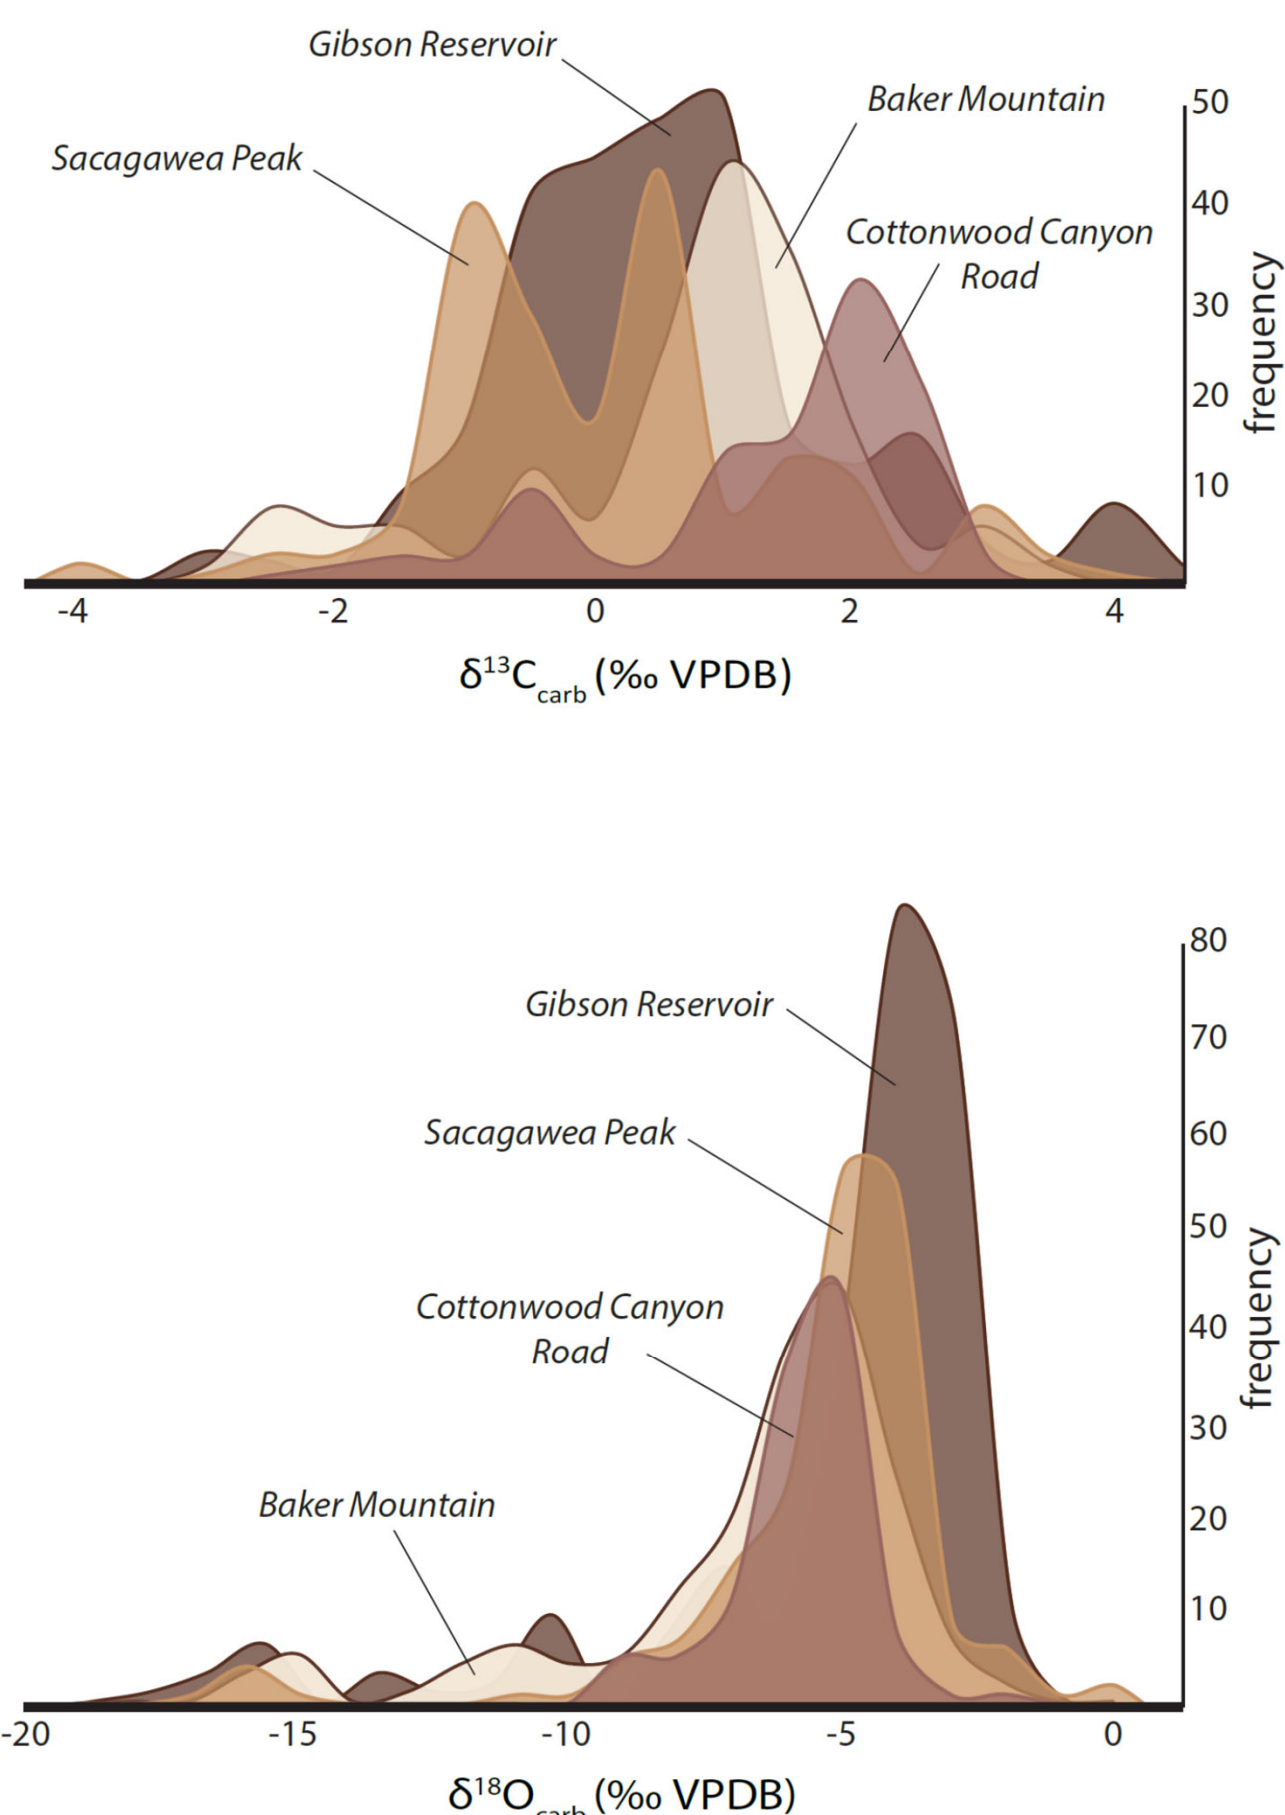 Gibson Reservoir
Baker Mountain
Sacagawea Peak
Cottonwood Canyon
Road
50
40
30
20
10
frequency
-4 -2 0 2 4
δ¹³C_carb (‰ VPDB)
80
70
60
50
40
30
20
10
frequency
Gibson Reservoir
Sacagawea Peak
Cottonwood Canyon
Road
Baker Mountain
-20 -15 -10 -5 0
δ¹⁸O_carb (‰ VPDB)